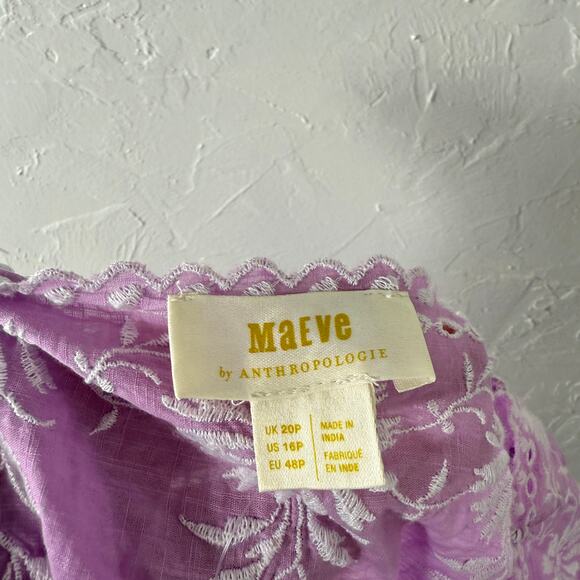 MaEVe
by ANTHROPOLOGIE
UK 20P
US 16P
EU 48P
MADE IN
INDIA
FABRIQUÉ
EN INDE